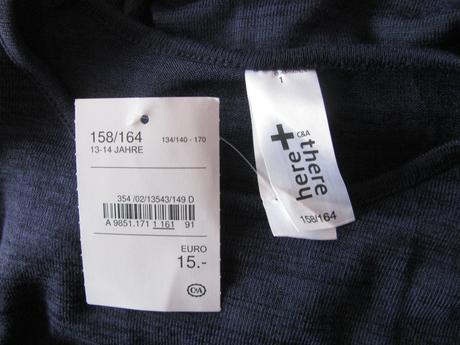 158/164
134/140 - 170
13-14 JAHRE
354 /02/13543/149 D
A 9851.171 1 161 91
EURO
15.-
C&A
1
here+there
C&A
158/164